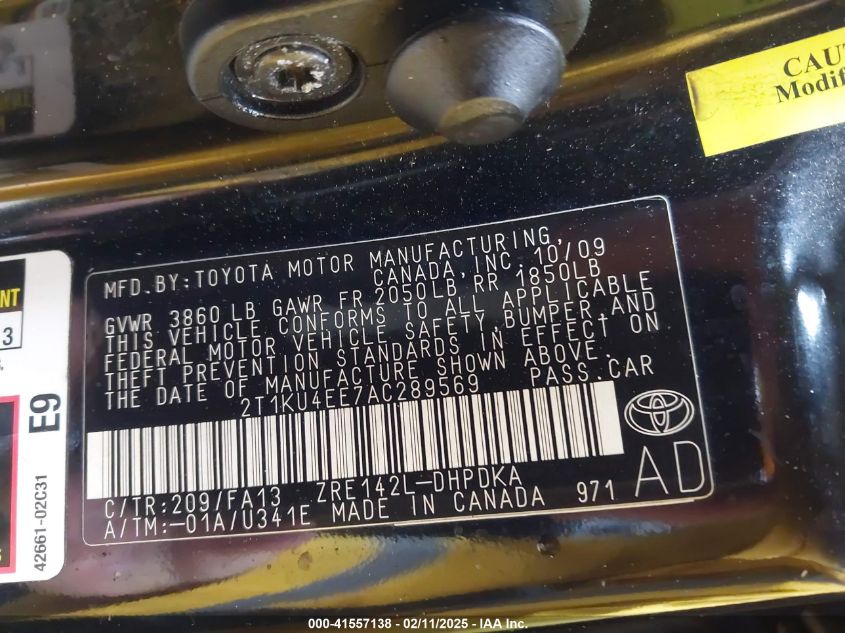 CAU
Modif
NT
3
E9
42661-02C31
MFD.BY:TOYOTA MOTOR MANUFACTURING,
CANADA,INC. 10/09
GVWR 3860 LB GAWR FR 2050LB RR 1850LB
THIS VEHICLE CONFORMS TO ALL APPLICABLE
FEDERAL MOTOR VEHICLE SAFETY,BUMPER,AND
THEFT PREVENTION STANDARDS IN EFFECT ON
THE DATE OF MANUFACTURE SHOWN ABOVE.
2T1KU4EE7AC289569 PASS.CAR
C/TR:209/FA13 ZRE142L-DHPDKA
A/TM:-01A/U341E MADE IN CANADA 971
AD
000-41557138 - 02/11/2025 - IAA Inc.